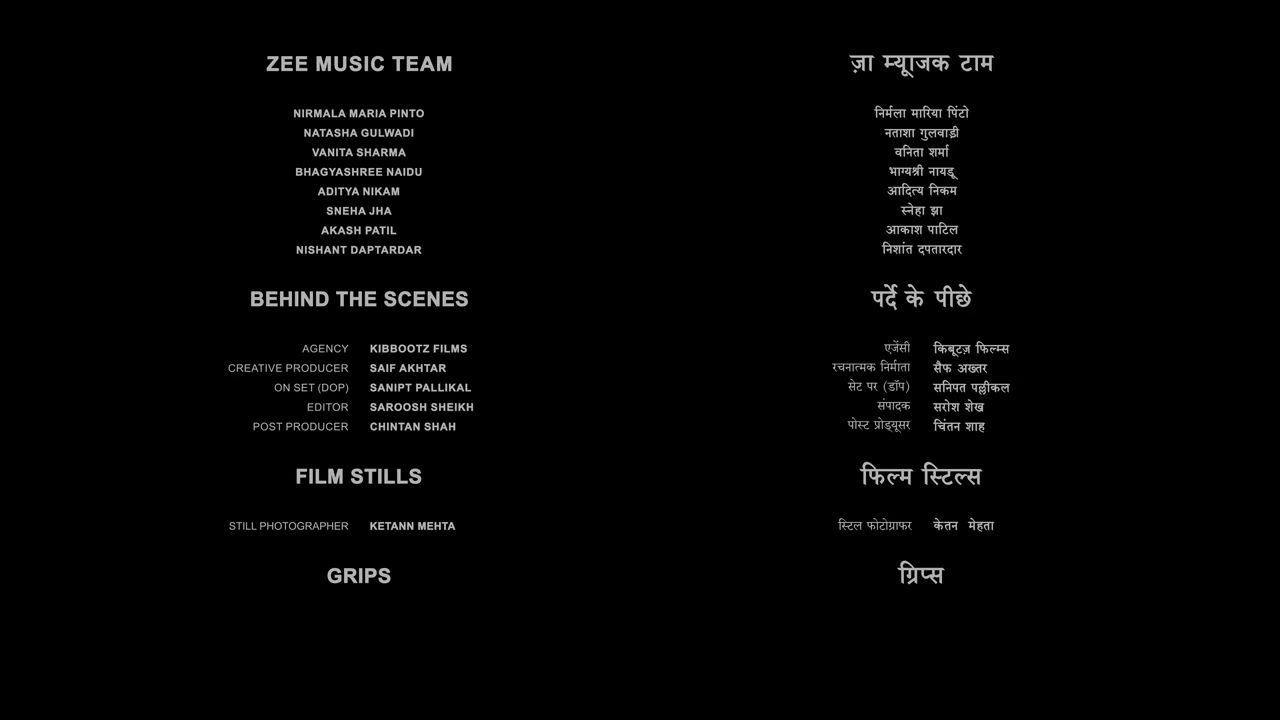 ZEE MUSIC TEAM
NIRMALA MARIA PINTO
NATASHA GULWADI
VANITA SHARMA
BHAGYASHREE NAIDU
ADITYA NIKAM
SNEHA JHA
AKASH PATIL
NISHANT DAPTARDAR
BEHIND THE SCENES
AGENCY KIBBOOTZ FILMS
CREATIVE PRODUCER SAIF AKHTAR
ON SET (DOP) SANIPT PALLIKAL
EDITOR SAROOSH SHEIKH
POST PRODUCER CHINTAN SHAH
FILM STILLS
STILL PHOTOGRAPHER KETANN MEHTA
GRIPS
ज़ा म्यूाजक टाम
निर्मला मारिया पिंटो
नताशा गुलवाड़ी
वनिता शर्मा
भाग्यश्री नायडू
आदित्य निकम
स्नेहा झा
आकाश पाटिल
निशांत दपतारदार
पर्दे के पीछे
एजेंसी किबूटज़ फिल्म्स
रचनात्मक निर्माता सैफ अख्तर
सेट पर (डॉप) सनिपत पल्लीकल
संपादक सरोश शेख
पोस्ट प्रोड्यूसर चिंतन शाह
फिल्म स्टिल्स
स्टिल फोटोग्राफर केतन मेहता
ग्रिप्स